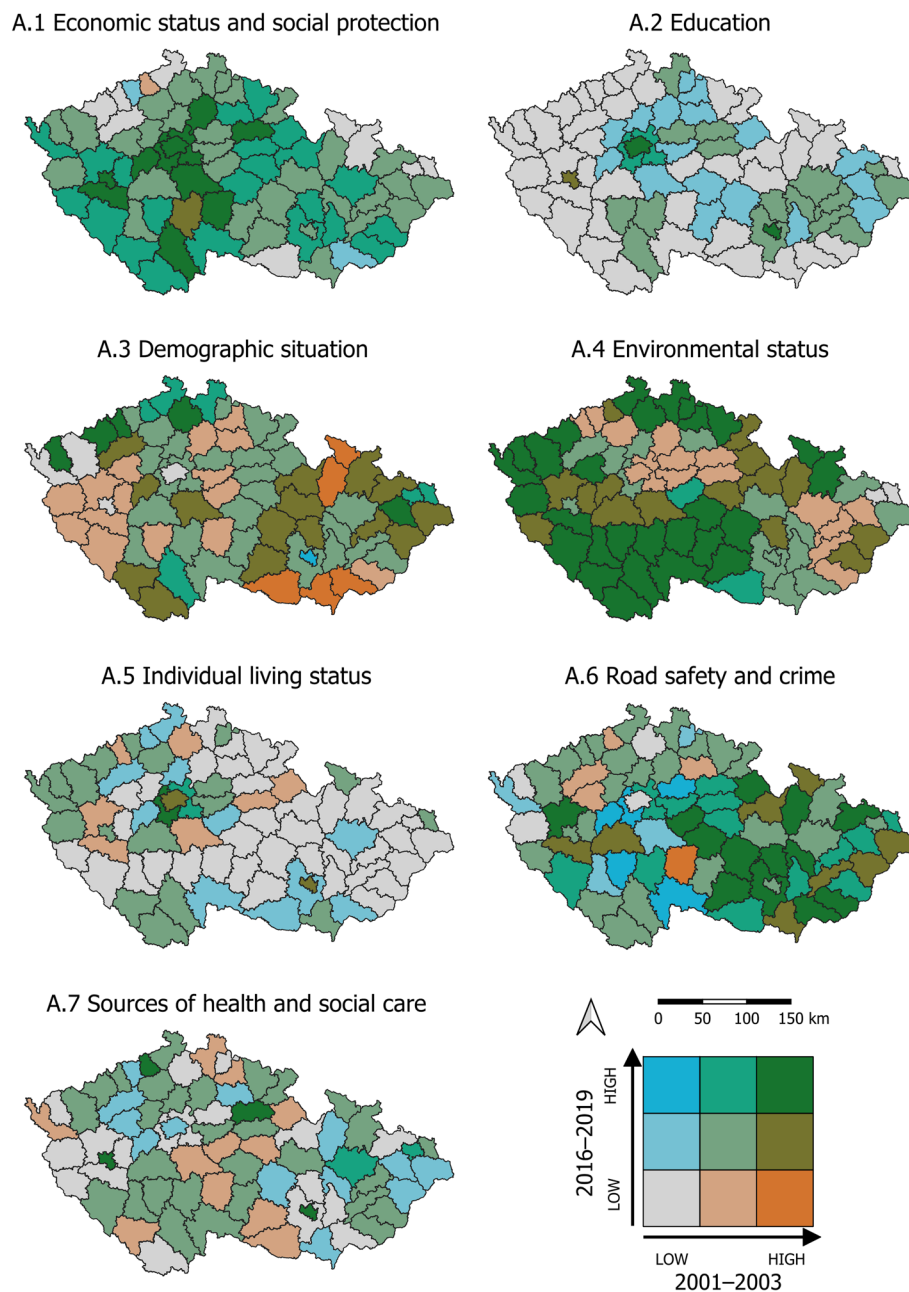 A.1 Economic status and social protection
A.2 Education
A.3 Demographic situation
A.4 Environmental status
A.5 Individual living status
A.6 Road safety and crime
A.7 Sources of health and social care
0 50 100 150 km
HIGH
2016–2019
LOW
LOW HIGH
2001–2003